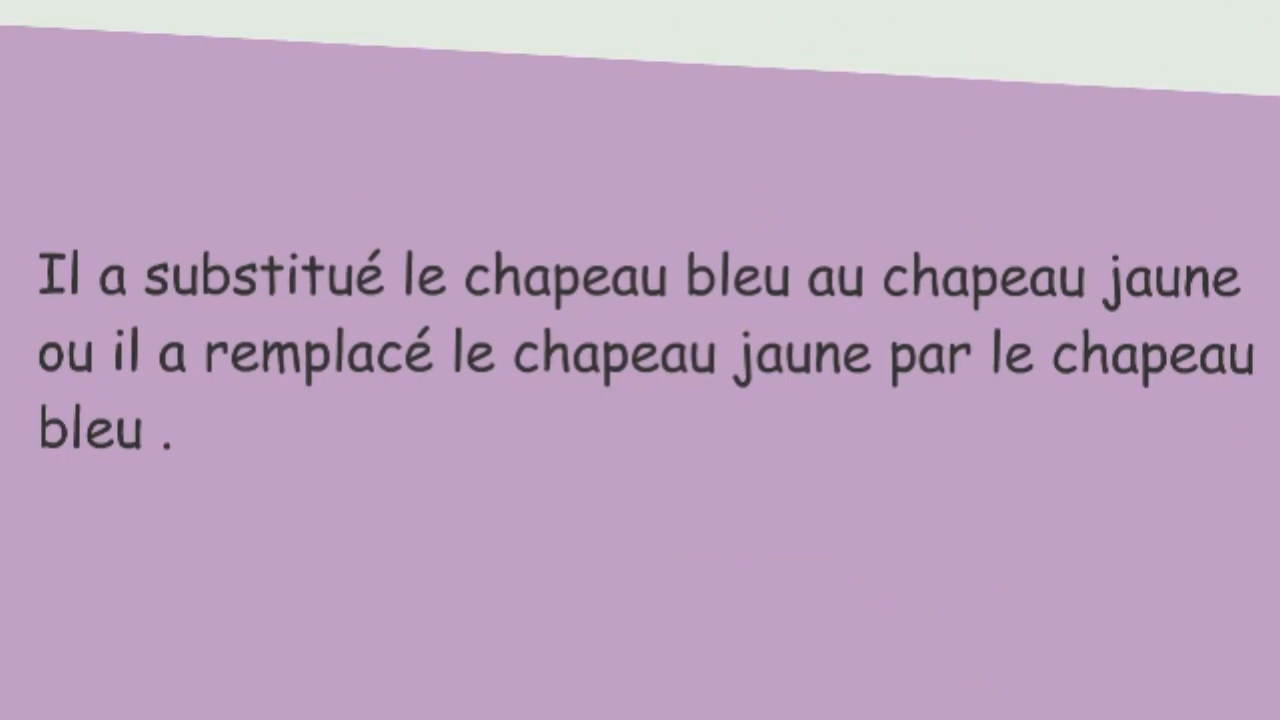 Il a substitué le chapeau bleu au chapeau jaune
ou il a remplacé le chapeau jaune par le chapeau
bleu .